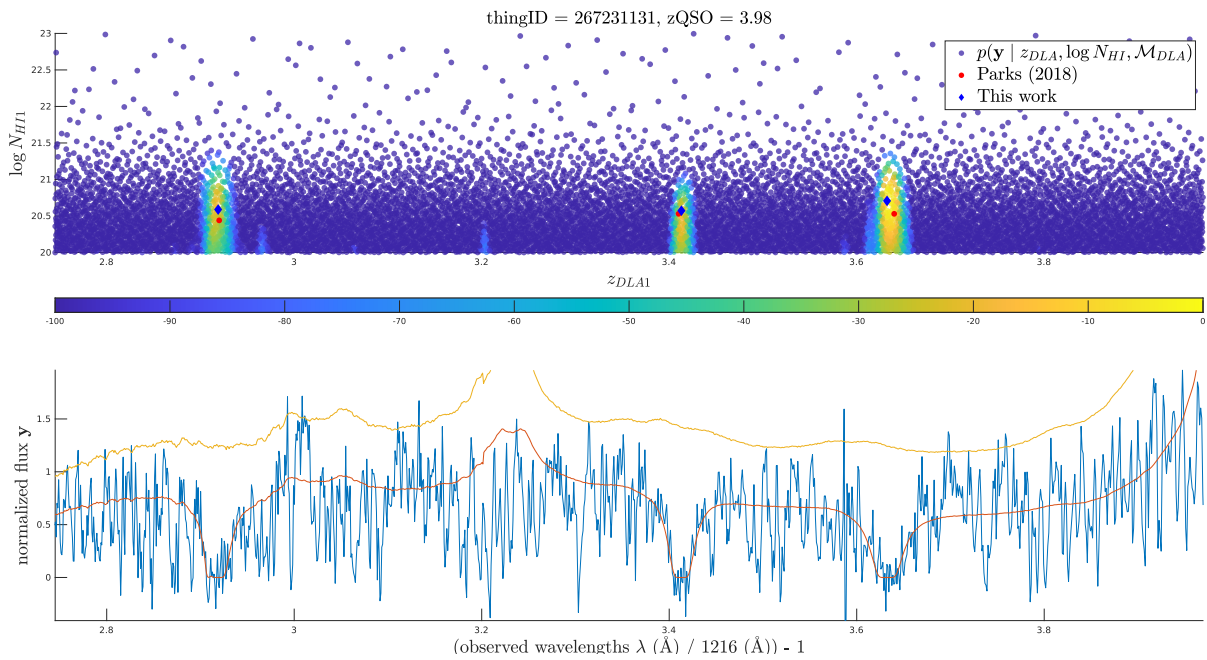 thingID = 267231131, zQSO = 3.98
23
22.5
22
21.5
21
20.5
20
log N_{HI1}
p(y | z_{DLA}, log N_{HI}, ℳ_{DLA})
Parks (2018)
This work
2.8 3 3.2 3.4 3.6 3.8
z_{DLA1}
-100 -90 -80 -70 -60 -50 -40 -30 -20 -10 0
1.5
1
0.5
0
normalized flux y
2.8 3 3.2 3.4 3.6 3.8
(observed wavelengths λ (Å) / 1216 (Å)) - 1